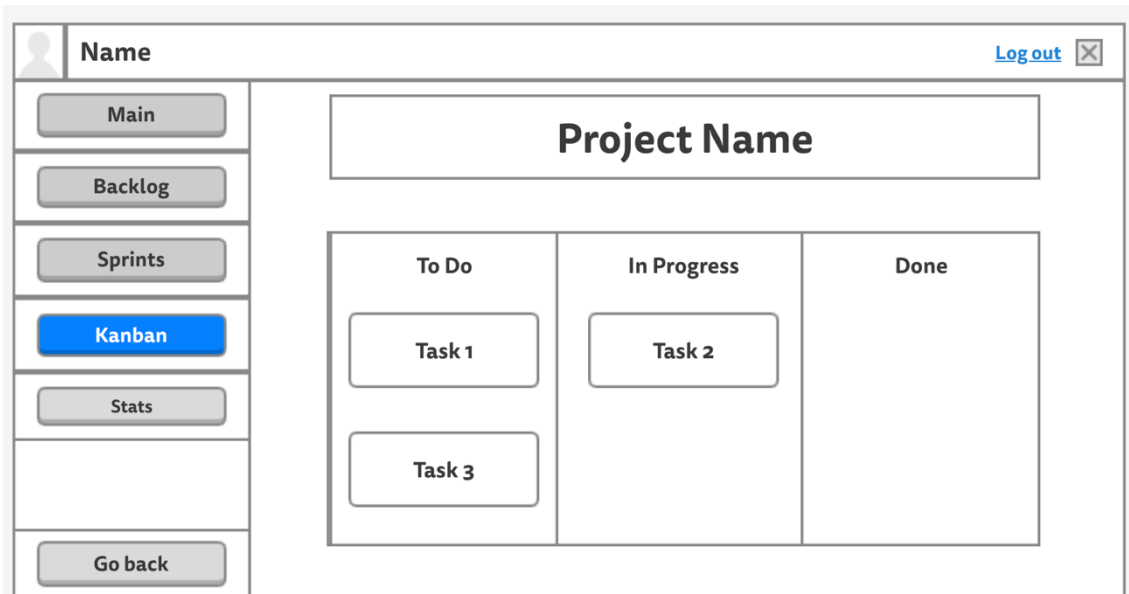 Name
Log out
Main
Backlog
Sprints
Kanban
Stats
Go back
Project Name
To Do
In Progress
Done
Task 1
Task 2
Task 3